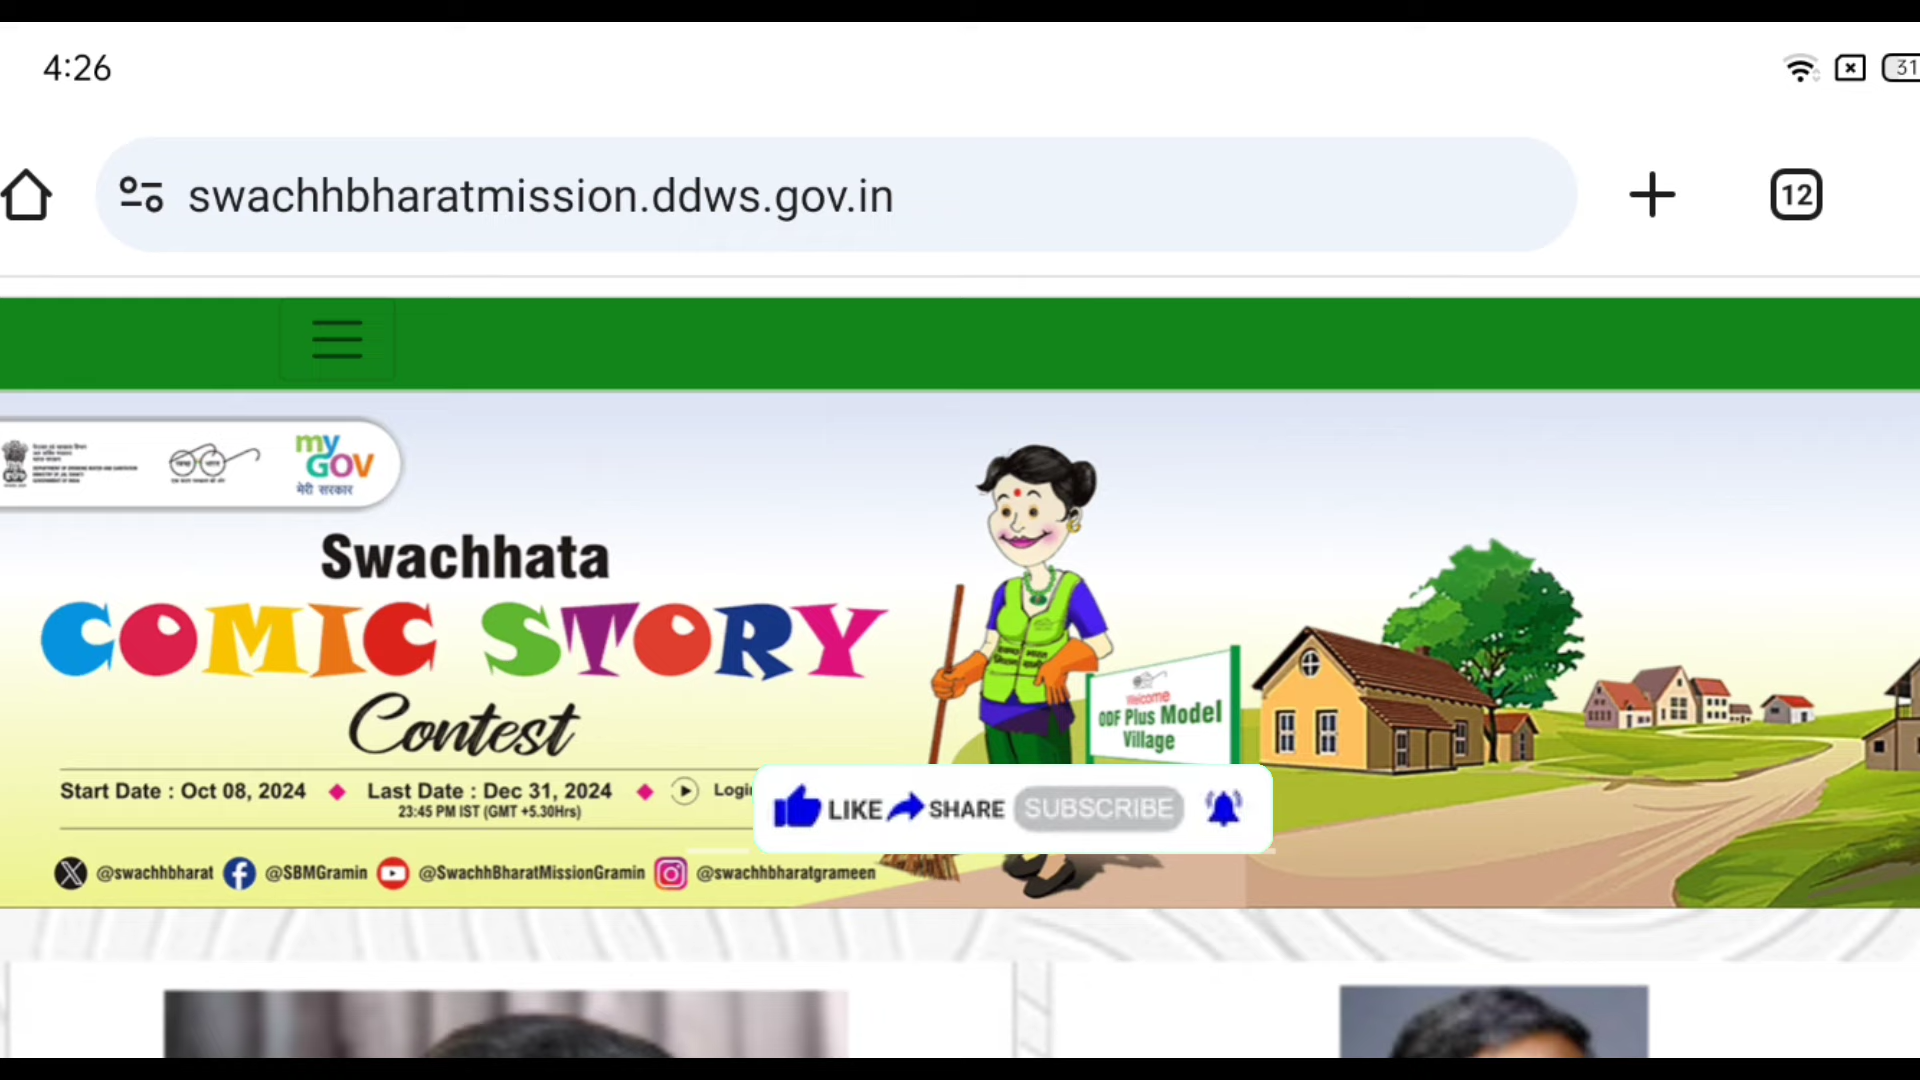 4:26
31
swachhbharatmission.ddws.gov.in
12
my
GOV
मेरी सरकार
Swachhata
COMIC STORY
Contest
Welcome
ODF Plus Model
Village
Start Date : Oct 08, 2024 Last Date : Dec 31, 2024
23:45 PM IST (GMT +5.30Hrs)
LIKE SHARE SUBSCRIBE
@swachhbharat @SBMGramin @SwachhBharatMissionGramin @swachhbharatgrameen